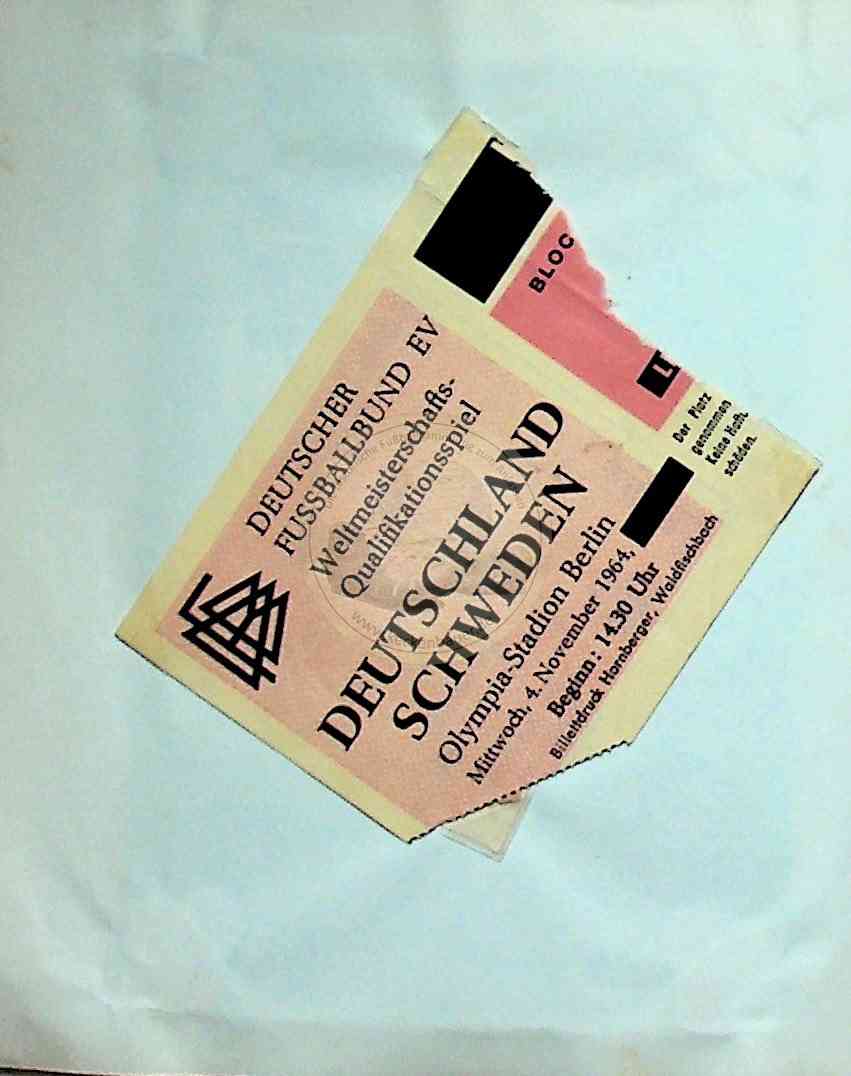 DEUTSCHER
FUSSBALLBUND EV
Weltmeisterschafts-
Qualifikationsspiel
DEUTSCHLAND
SCHWEDEN
Olympia-Stadion Berlin
Mittwoch, 4. November 1964,
Beginn: 14.30 Uhr
Billettdruck Hornberger, Waldfischbach
BLOC
Der Platz
genommen
Keine Haft
schäden.